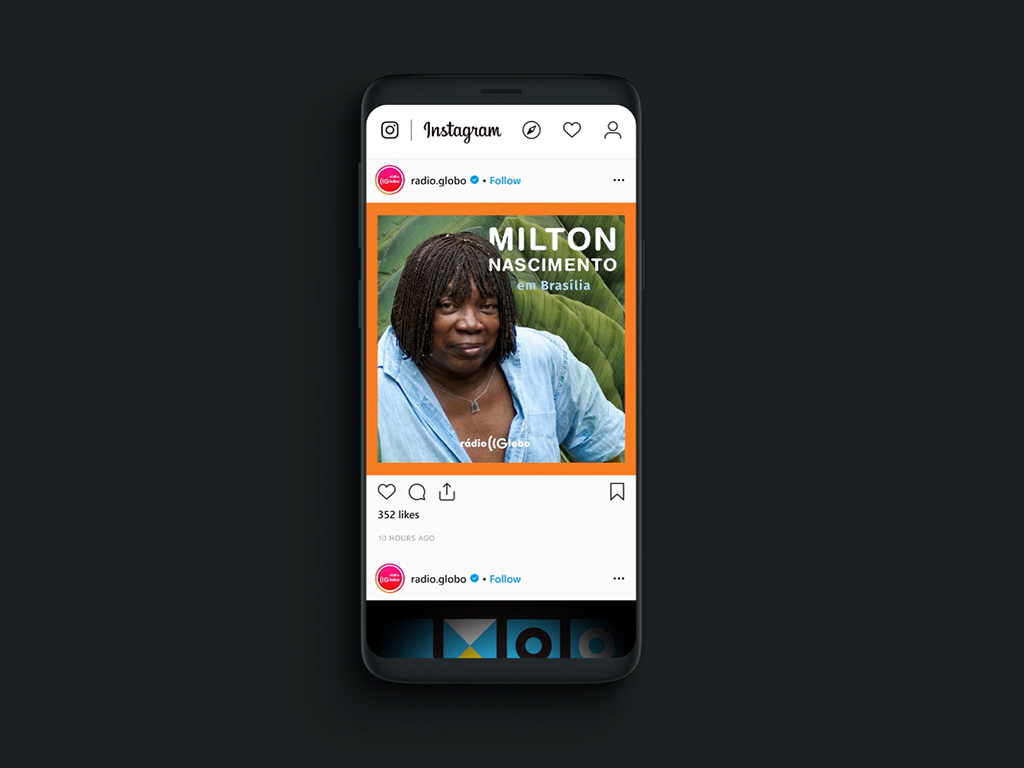 Instagram
rádio Globo
radio.globo • Follow
MILTON
NASCIMENTO
em Brasília
rádio Globo
352 likes
10 HOURS AGO
rádio Globo
radio.globo • Follow